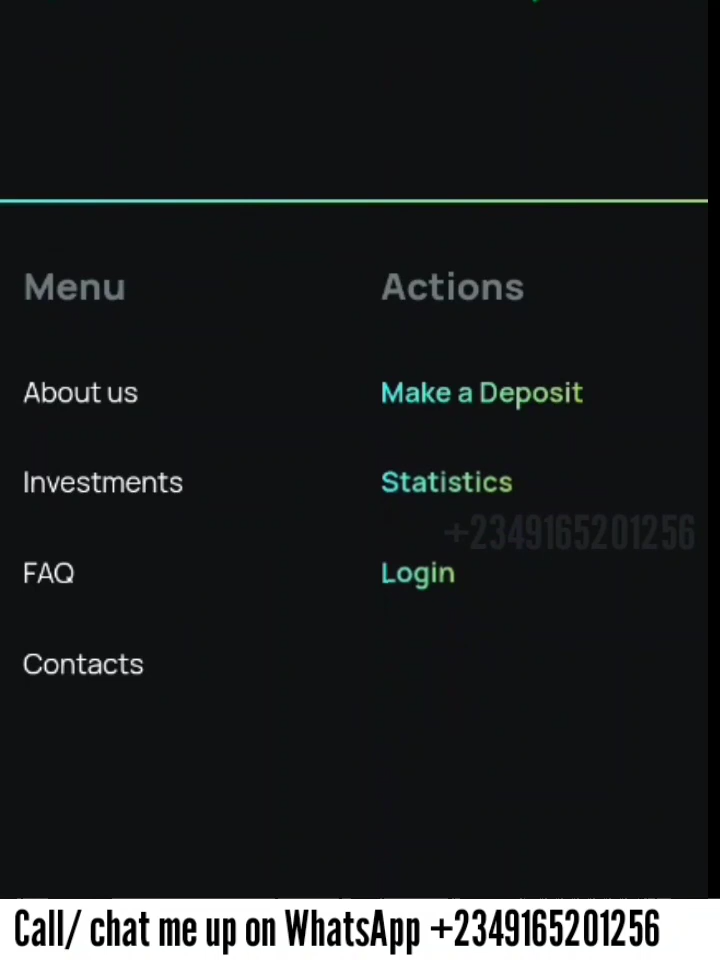 Menu
Actions
About us
Make a Deposit
Investments
Statistics
+2349165201256
FAQ
Login
Contacts
Call/ chat me up on WhatsApp +2349165201256